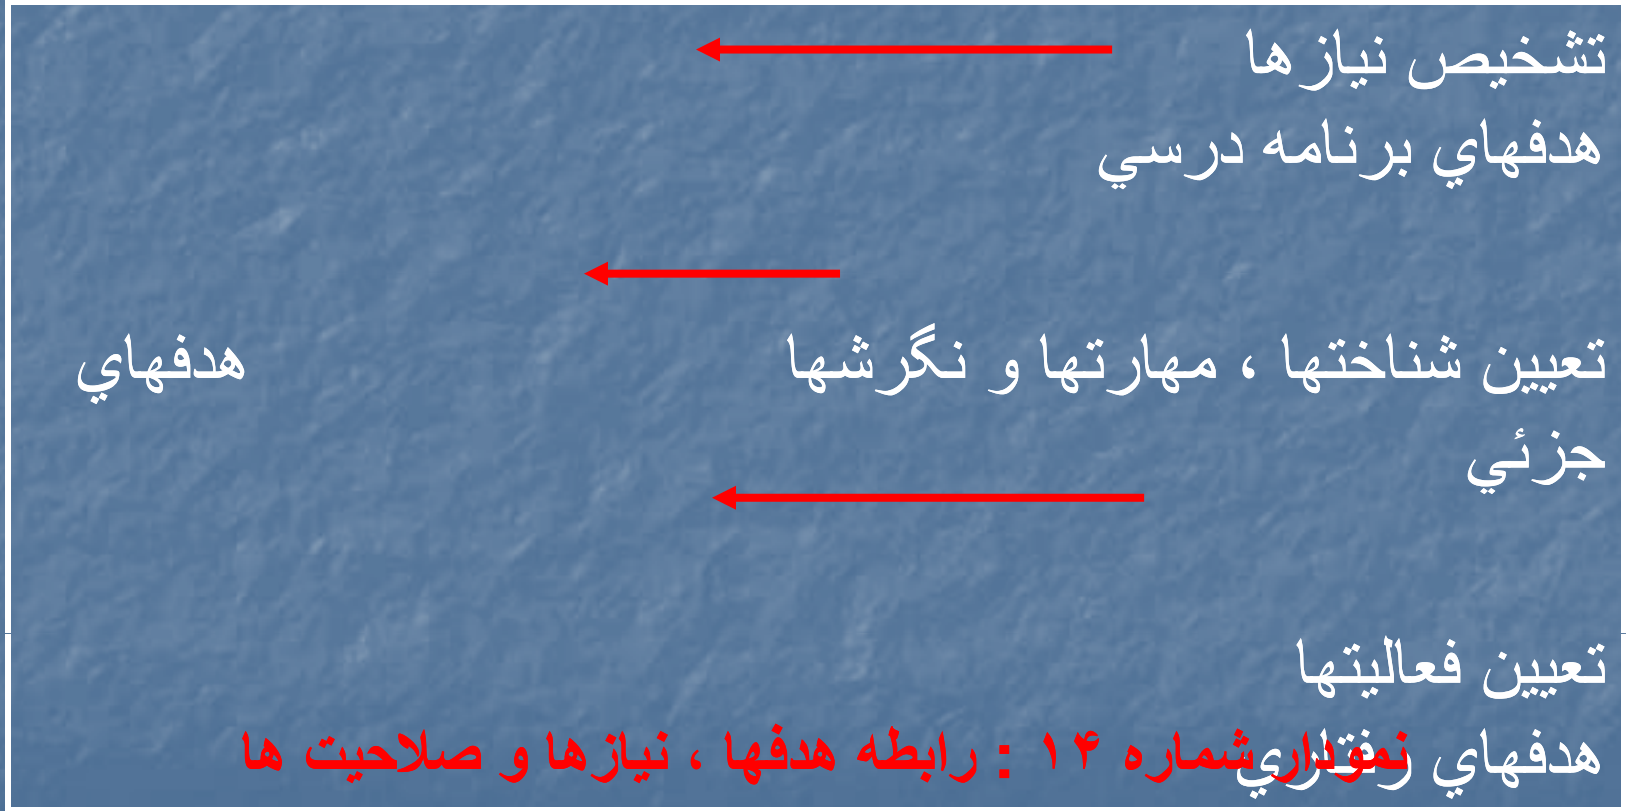 تشخيص نيازها
هدفهاي برنامه درسي
تعيين شناختها ، مهارتها و نگرشها هدفهاي
جزئي
تعيين فعاليتها
هدفهاي رفتاري
نمودار شماره ۱۴ : رابطه هدفها ، نيازها و صلاحيت ها